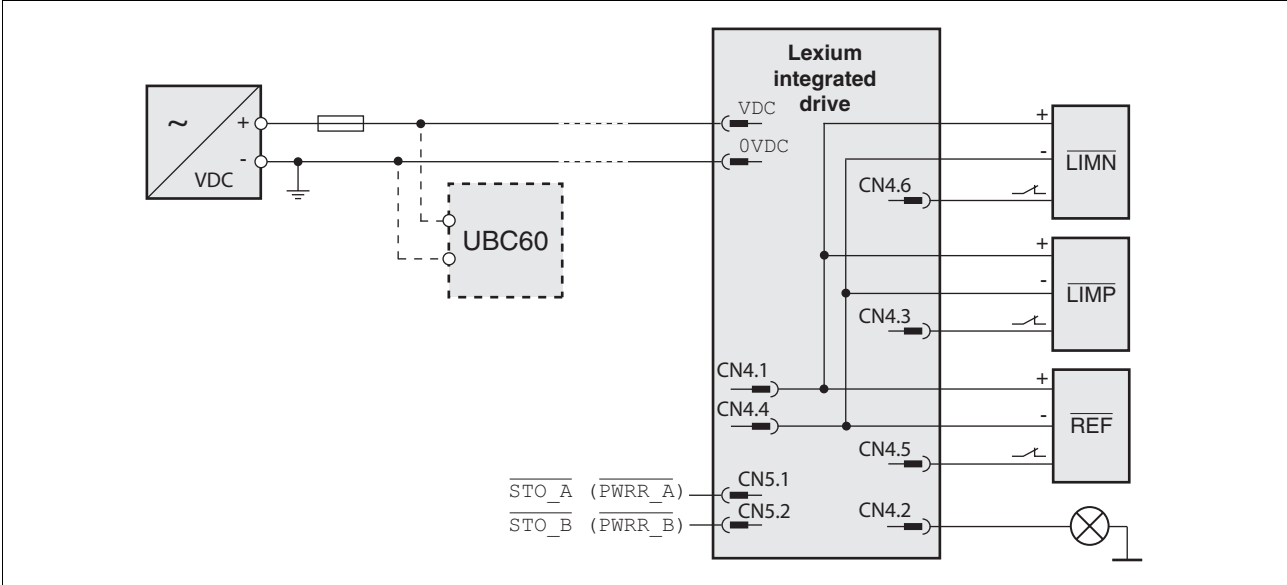 Lexium
integrated
drive
~
+
-
VDC
VDC
0VDC
UBC60
+
-
LIMN
CN4.6
+
-
LIMP
CN4.3
CN4.1
CN4.4
+
-
REF
CN4.5
STO_A (PWRR_A)
CN5.1
STO_B (PWRR_B)
CN5.2
CN4.2